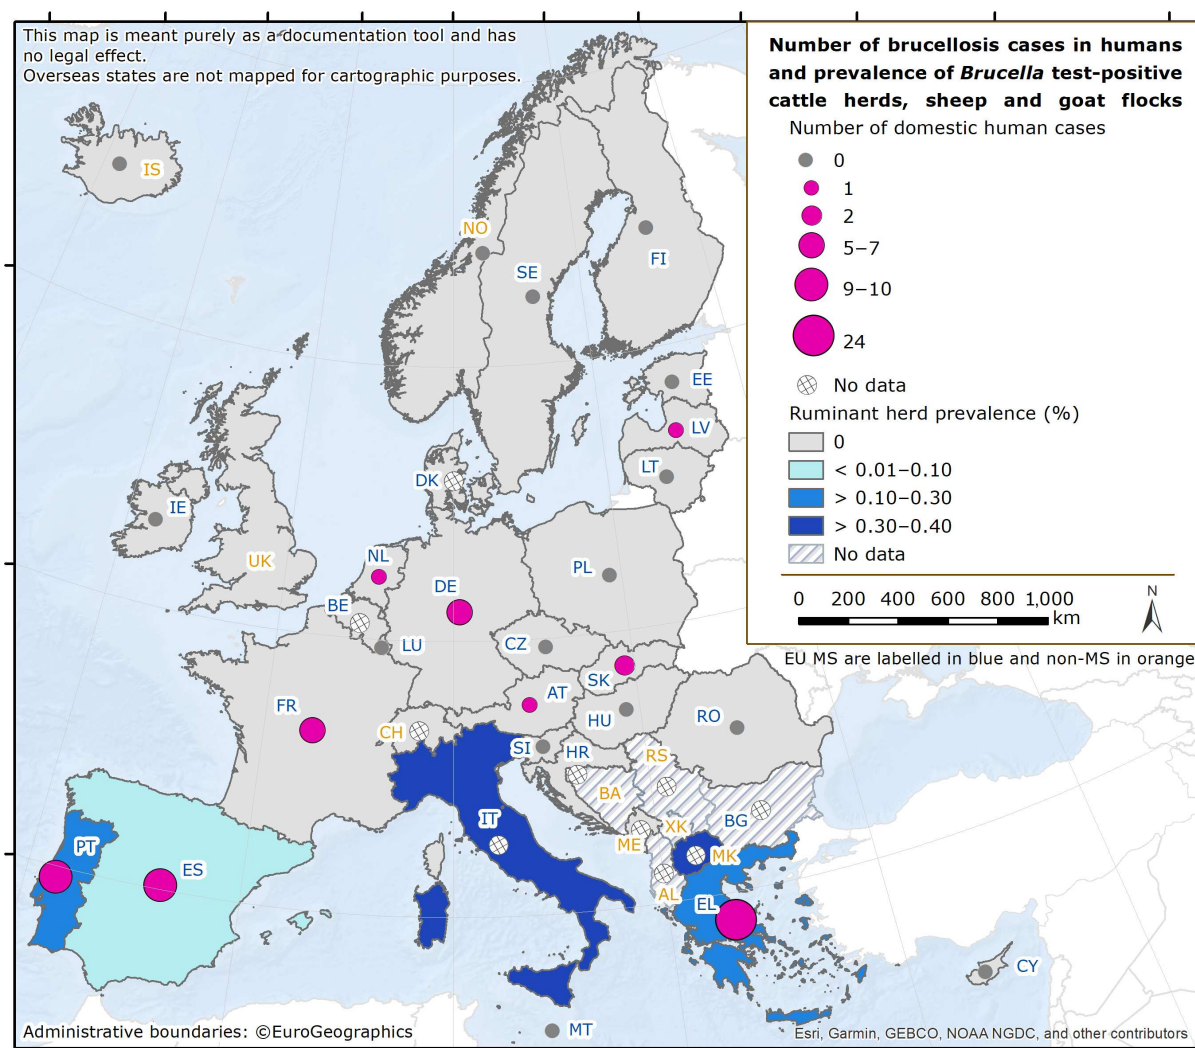 This map is meant purely as a documentation tool and has
no legal effect.
Overseas states are not mapped for cartographic purposes.
Number of brucellosis cases in humans
and prevalence of Brucella test-positive
cattle herds, sheep and goat flocks
Number of domestic human cases
0
1
2
5–7
9–10
24
No data
Ruminant herd prevalence (%)
0
< 0.01–0.10
> 0.10–0.30
> 0.30–0.40
No data
0 200 400 600 800 1,000
km
N
EU MS are labelled in blue and non-MS in orange
IS
NO
SE
FI
EE
LV
LT
DK
IE
UK
NL
DE
PL
BE
LU
CZ
SK
AT
FR
CH
HU
RO
SI
HR
RS
BA
IT
BG
XK
ME
MK
AL
PT
ES
EL
CY
MT
Administrative boundaries: ©EuroGeographics
Esri, Garmin, GEBCO, NOAA NGDC, and other contributors